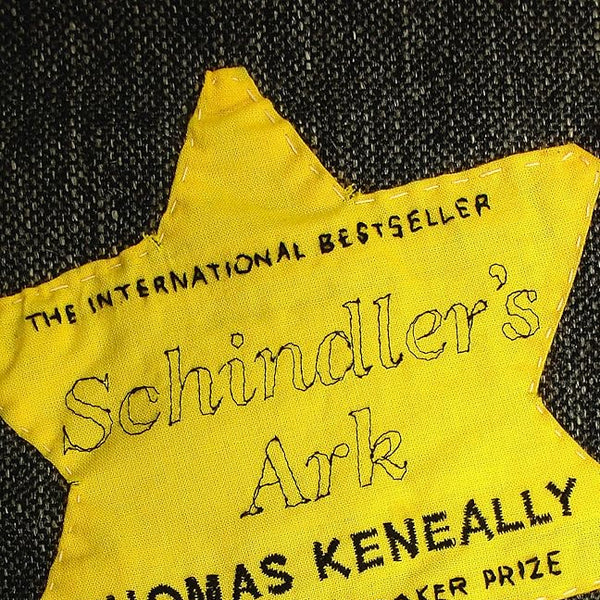 THE INTERNATIONAL BESTSELLER
Schindler's
Ark
HOMAS KENEALLY
KER PRIZE